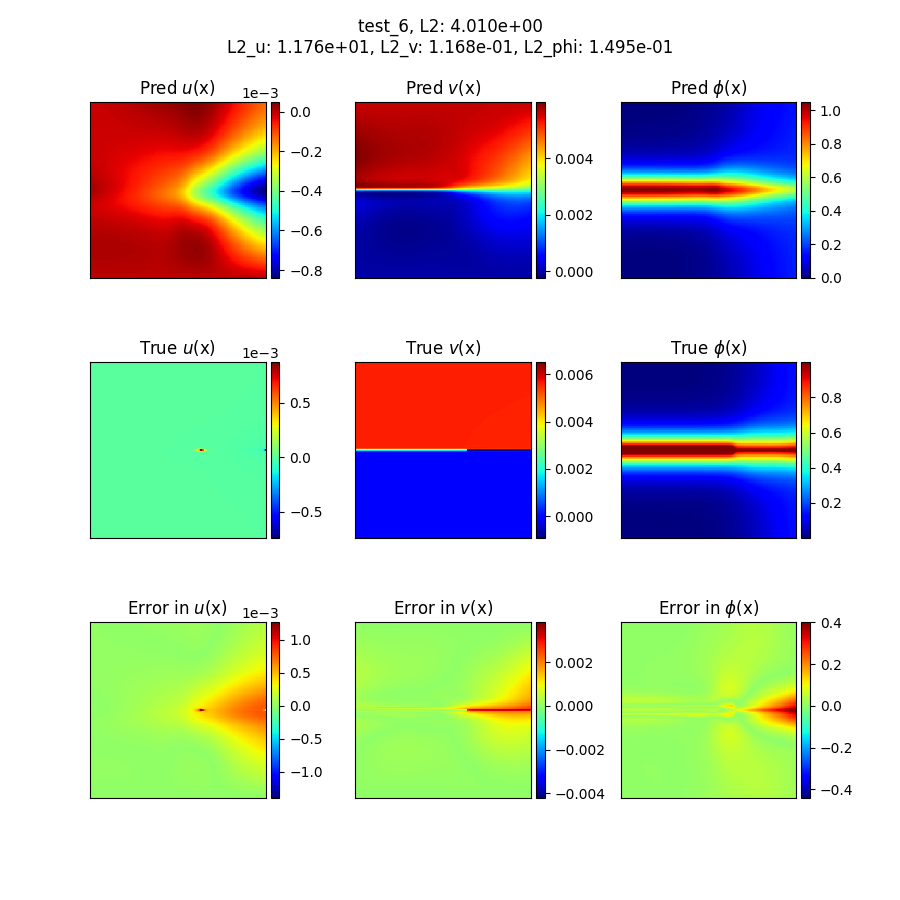 test_6, L2: 4.010e+00
L2_u: 1.176e+01, L2_v: 1.168e-01, L2_phi: 1.495e-01
Pred u(x)
1e−3
0.0
−0.2
−0.4
−0.6
−0.8
Pred v(x)
0.004
0.002
0.000
Pred ϕ(x)
1.0
0.8
0.6
0.4
0.2
0.0
True u(x)
1e−3
0.5
0.0
−0.5
True v(x)
0.006
0.004
0.002
0.000
True ϕ(x)
0.8
0.6
0.4
0.2
Error in u(x)
1e−3
1.0
0.5
0.0
−0.5
−1.0
Error in v(x)
0.002
0.000
−0.002
−0.004
Error in ϕ(x)
0.4
0.2
0.0
−0.2
−0.4